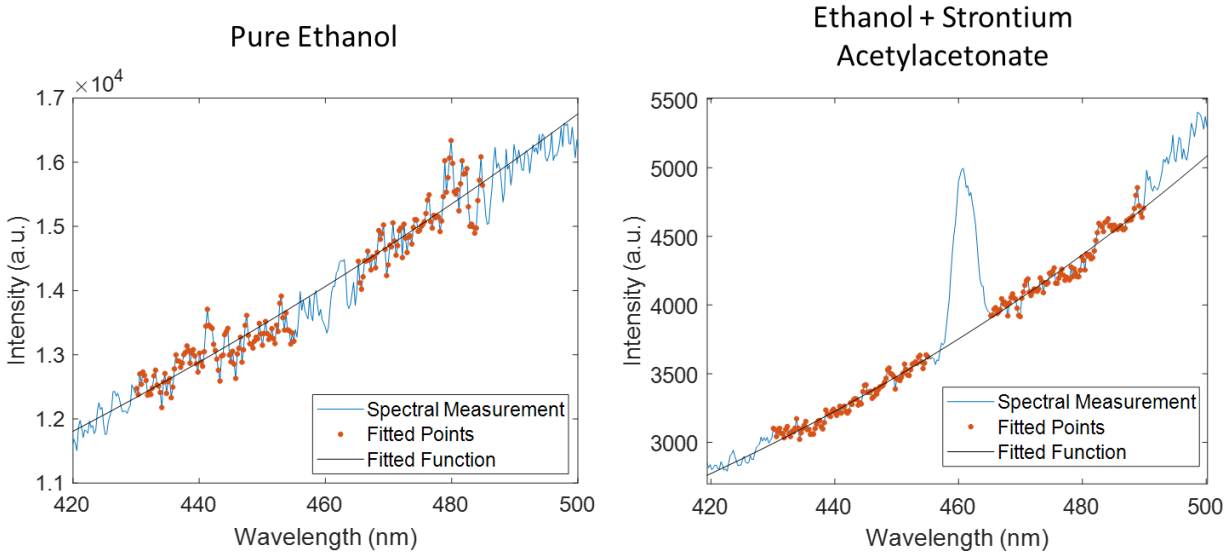 Pure Ethanol
×10⁴
1.7
1.6
1.5
1.4
1.3
1.2
1.1
Intensity (a.u.)
420 440 460 480 500
Wavelength (nm)
Spectral Measurement
Fitted Points
Fitted Function
Ethanol + Strontium
Acetylacetonate
5500
5000
4500
4000
3500
3000
Intensity (a.u.)
420 440 460 480 500
Wavelength (nm)
Spectral Measurement
Fitted Points
Fitted Function